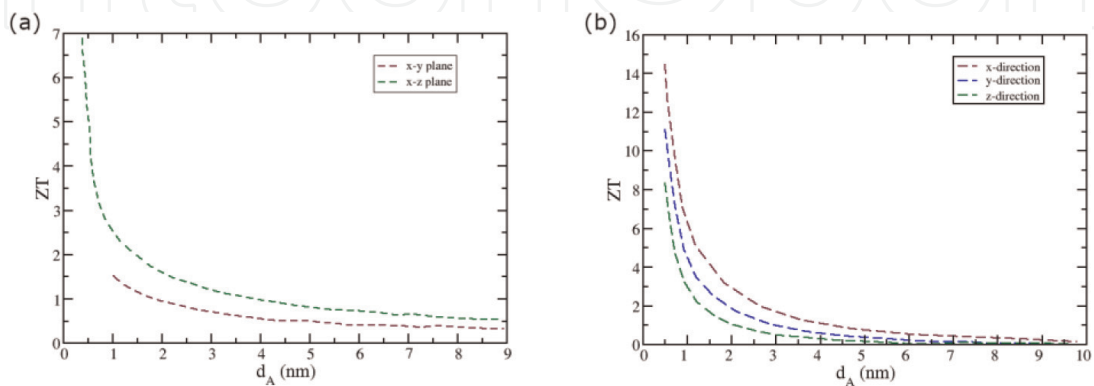 (a)
7
6
5
4
3
2
1
0
ZT
x-y plane
x-z plane
0 1 2 3 4 5 6 7 8 9
d_A (nm)
(b)
16
14
12
10
8
6
4
2
0
ZT
x-direction
y-direction
z-direction
0 1 2 3 4 5 6 7 8 9 10
d_A (nm)